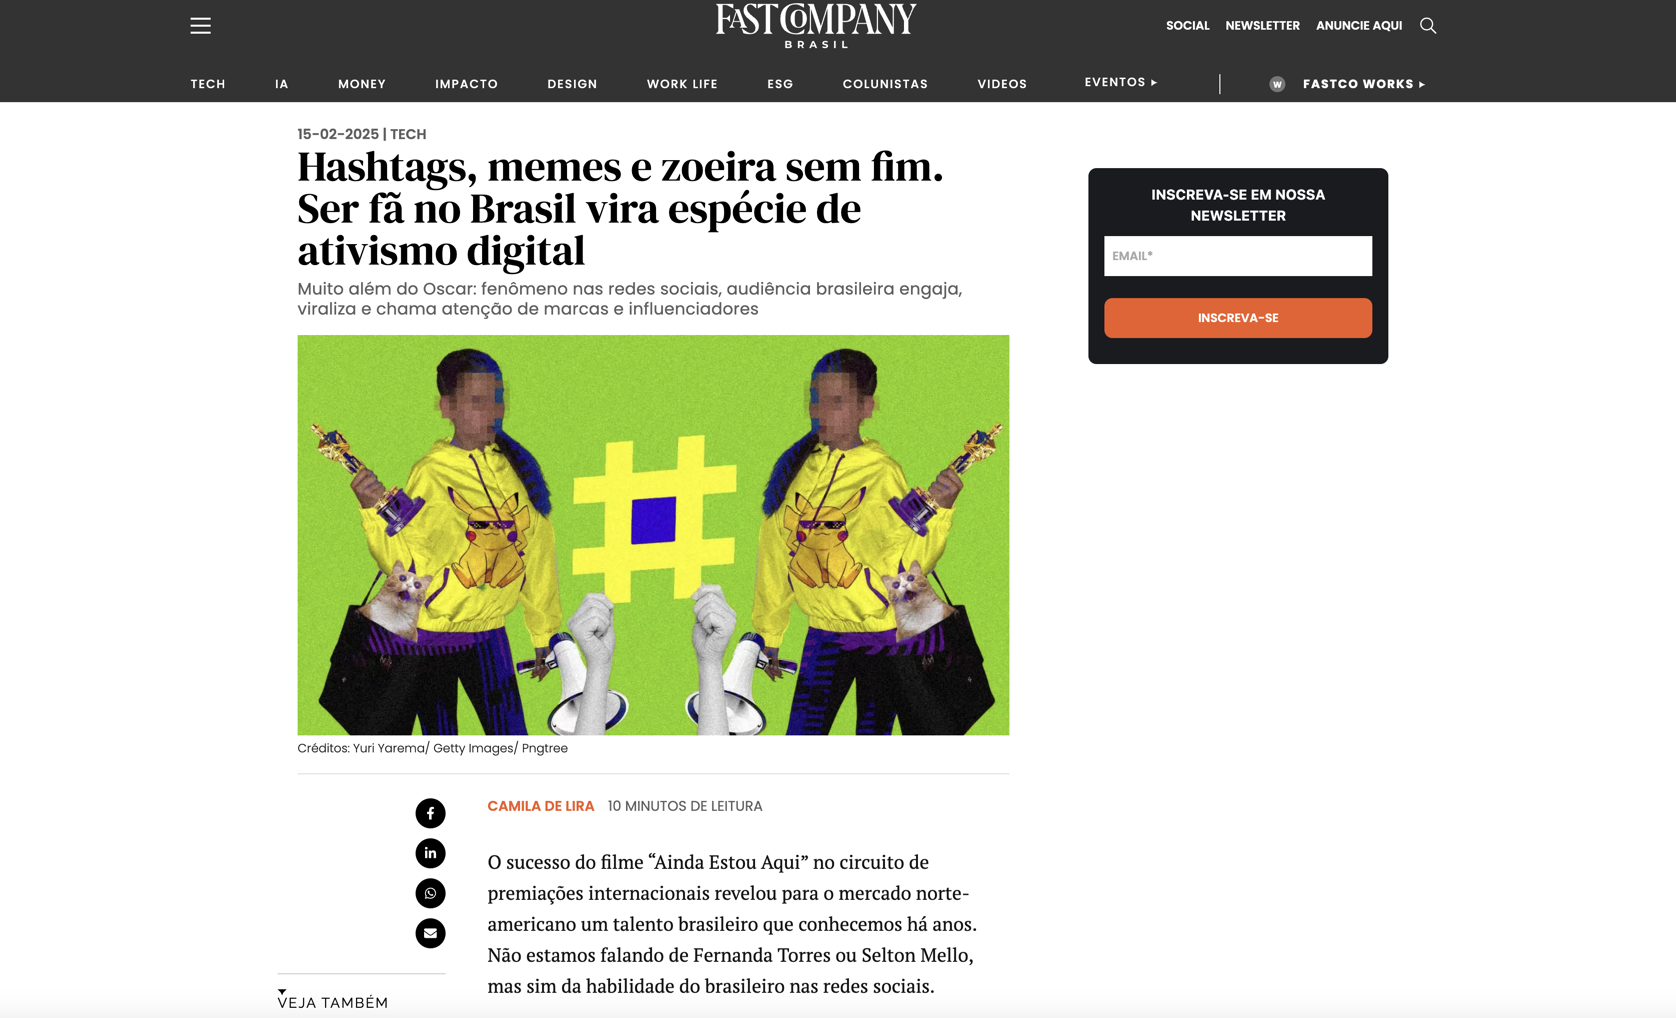 FAST COMPANY
BRASIL
SOCIAL NEWSLETTER ANUNCIE AQUI
TECH IA MONEY IMPACTO DESIGN WORK LIFE ESG COLUNISTAS VIDEOS EVENTOS ▸ W FASTCO WORKS ▸
15-02-2025 | TECH
Hashtags, memes e zoeira sem fim.
Ser fã no Brasil vira espécie de
ativismo digital
Muito além do Oscar: fenômeno nas redes sociais, audiência brasileira engaja,
viraliza e chama atenção de marcas e influenciadores
INSCREVA-SE EM NOSSA
NEWSLETTER
EMAIL*
INSCREVA-SE
#
Créditos: Yuri Yarema/ Getty Images/ Pngtree
CAMILA DE LIRA 10 MINUTOS DE LEITURA
O sucesso do filme “Ainda Estou Aqui” no circuito de
premiações internacionais revelou para o mercado norte-
americano um talento brasileiro que conhecemos há anos.
Não estamos falando de Fernanda Torres ou Selton Mello,
mas sim da habilidade do brasileiro nas redes sociais.
VEJA TAMBÉM